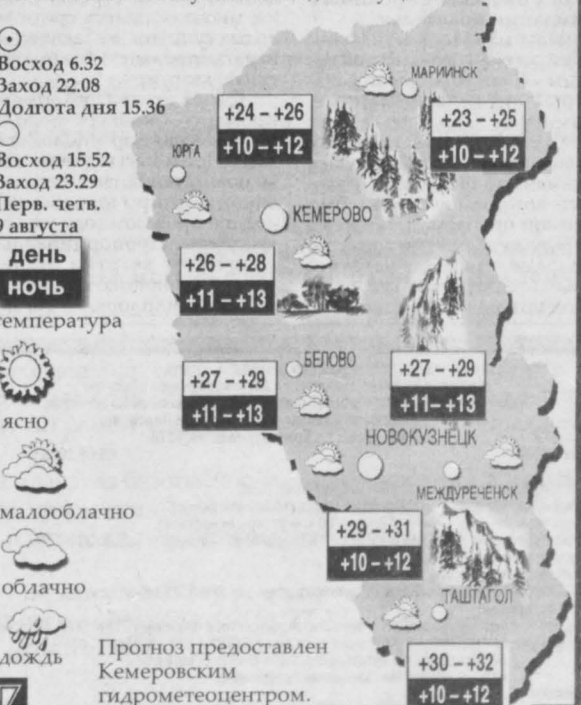 Восход 6.32
Заход 22.08
Долгота дня 15.36
Восход 15.52
Заход 23.29
Перв. четв.
9 августа
день
ночь
температура
ясно
малооблачно
облачно
дождь
МАРИИНСК
+24 – +26
+10 – +12
+23 – +25
+10 – +12
ЮРГА
КЕМЕРОВО
+26 – +28
+11 – +13
БЕЛОВО
+27 – +29
+11 – +13
+27 – +29
+11– +13
НОВОКУЗНЕЦК
МЕЖДУРЕЧЕНСК
+29 – +31
+10 – +12
ТАШТАГОЛ
+30 – +32
+10 – +12
Прогноз предоставлен
Кемеровским
гидрометеоцентром.